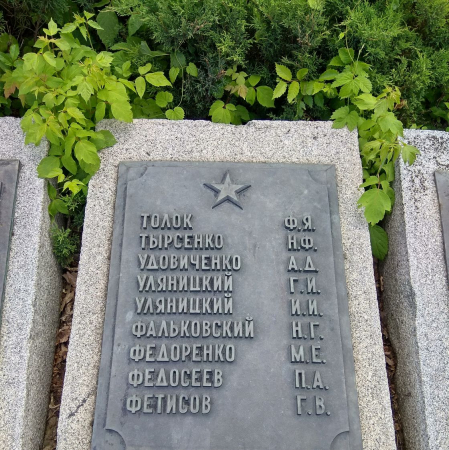 ТОЛОК Ф.Я.
ТЫРСЕНКО Н.Ф.
УДОВИЧЕНКО А.Д.
УЛЯНИЦКИЙ Г.И.
УЛЯНИЦКИЙ И.И.
ФАЛЬКОВСКИЙ Н.Г.
ФЕДОРЕНКО М.Е.
ФЕДОСЕЕВ П.А.
ФЕТИСОВ Г.В.